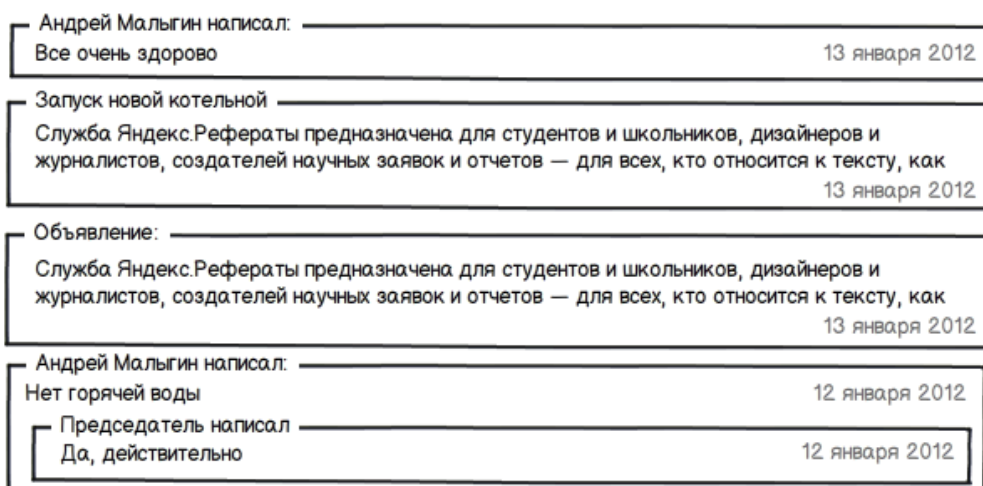 Андрей Малыгин написал:
Все очень здорово 13 января 2012
Запуск новой котельной
Служба Яндекс.Рефераты предназначена для студентов и школьников, дизайнеров и
журналистов, создателей научных заявок и отчетов — для всех, кто относится к тексту, как
13 января 2012
Объявление:
Служба Яндекс.Рефераты предназначена для студентов и школьников, дизайнеров и
журналистов, создателей научных заявок и отчетов — для всех, кто относится к тексту, как
13 января 2012
Андрей Малыгин написал:
Нет горячей воды 12 января 2012
Председатель написал
Да, действительно 12 января 2012